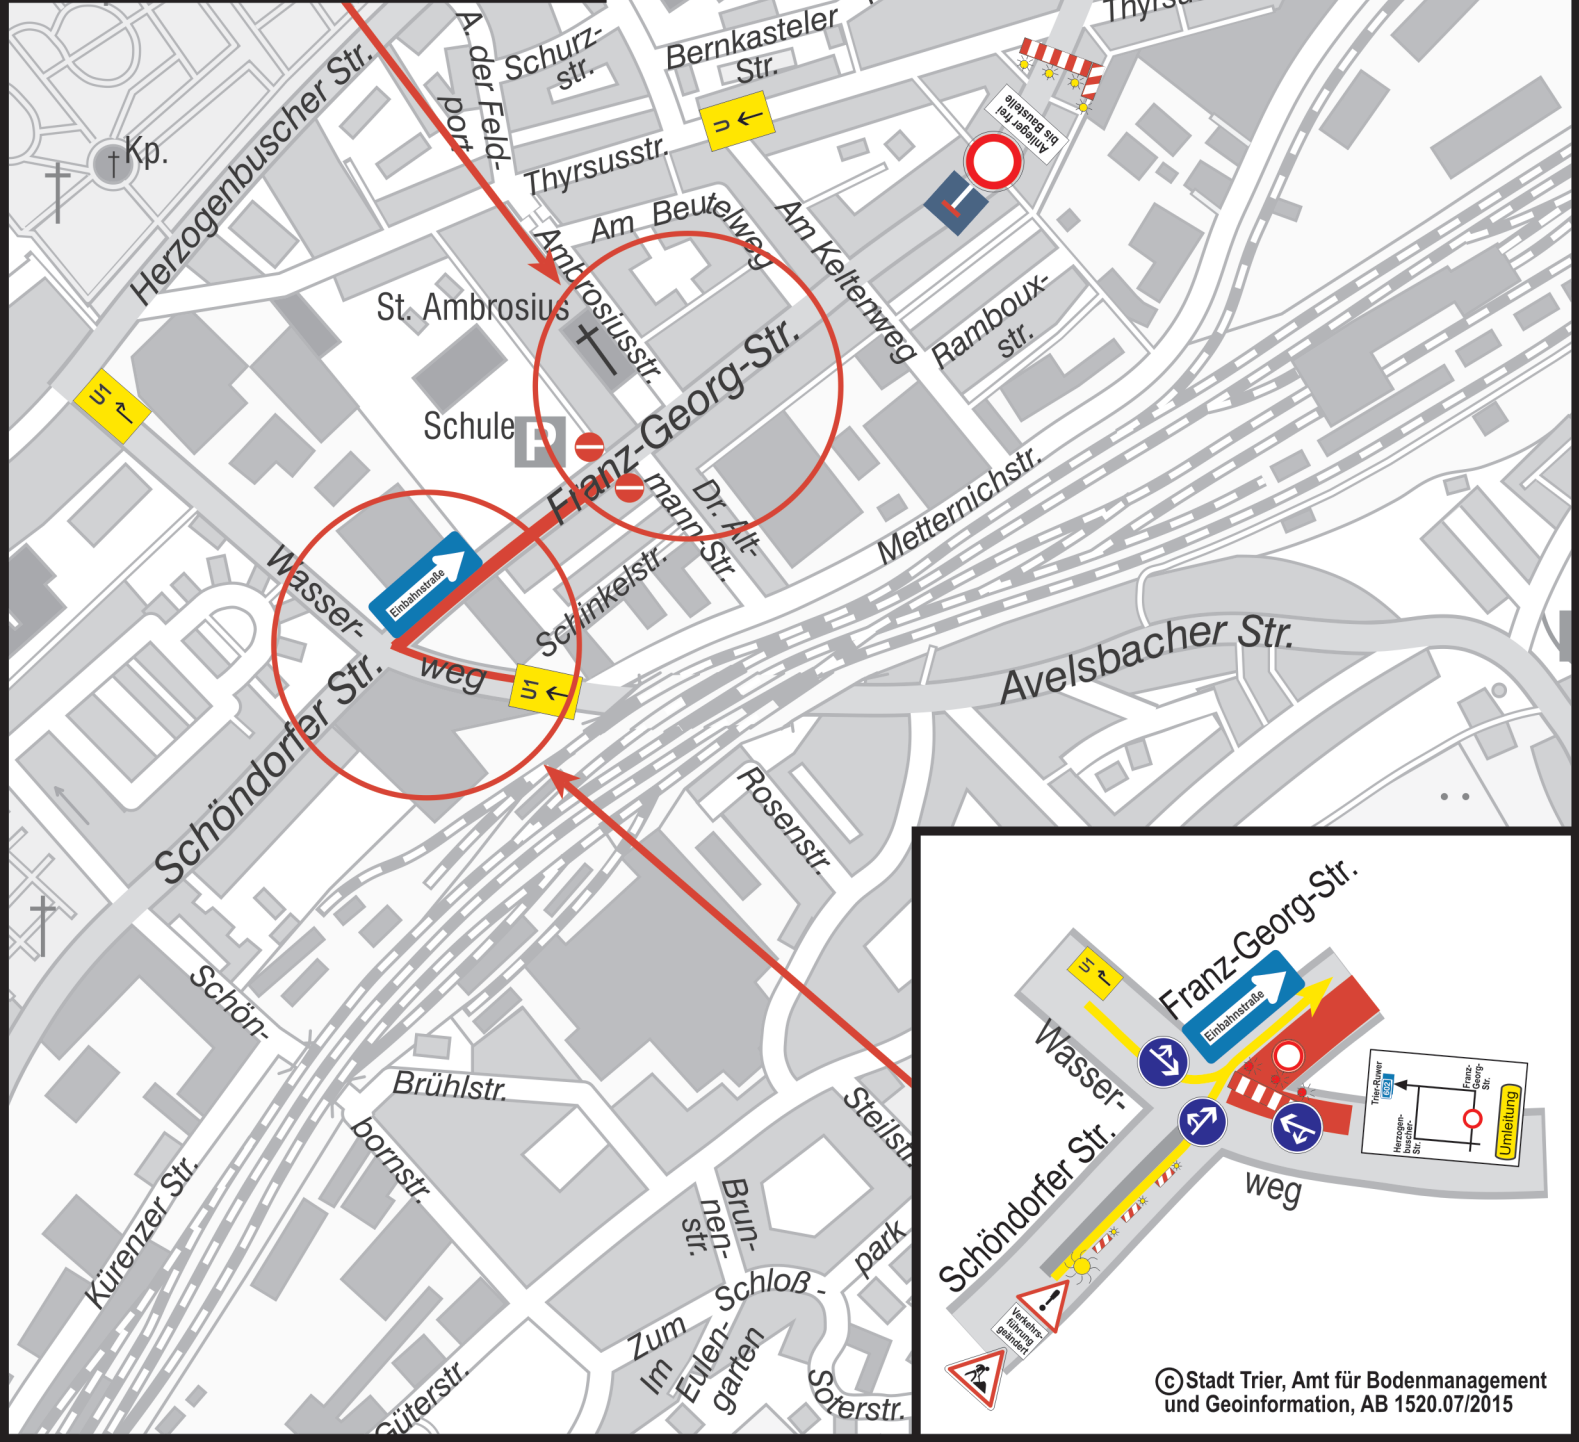 Thyrsu
A. der Feld-
port
Schurz-
str.
Bernkasteler
Str.
Herzogenbuscher Str.
Kp.
U
Anlieger frei
bis Baustelle
Thyrsusstr.
Am Beutelweg
Am Keltenweg
Ambrosiusstr.
St. Ambrosius
Ramboux-
str.
Franz-Georg-Str.
U1
Schule
P
Dr. Alt-
mann-Str.
Metternichstr.
Wasser-
weg
Einbahnstraße
Schinkelstr.
U1
Avelsbacher Str.
Schöndorfer Str.
Rosenstr.
Schön-
bornstr.
Brühlstr.
Steilstr.
Kürenzer Str.
Brun-
nen-
str.
park
Schloß-
Zum
Im
Eulen-
garten
Soterstr.
Güterstr.
Franz-Georg-Str.
U1
Einbahnstraße
Wasser-
weg
Schöndorfer Str.
Trier-Ruwer
B52
Franz-
Georg-
Str.
Herzogen-
buscher-
Str.
Umleitung
Verkehrs-
führung
geändert
© Stadt Trier, Amt für Bodenmanagement
und Geoinformation, AB 1520.07/2015